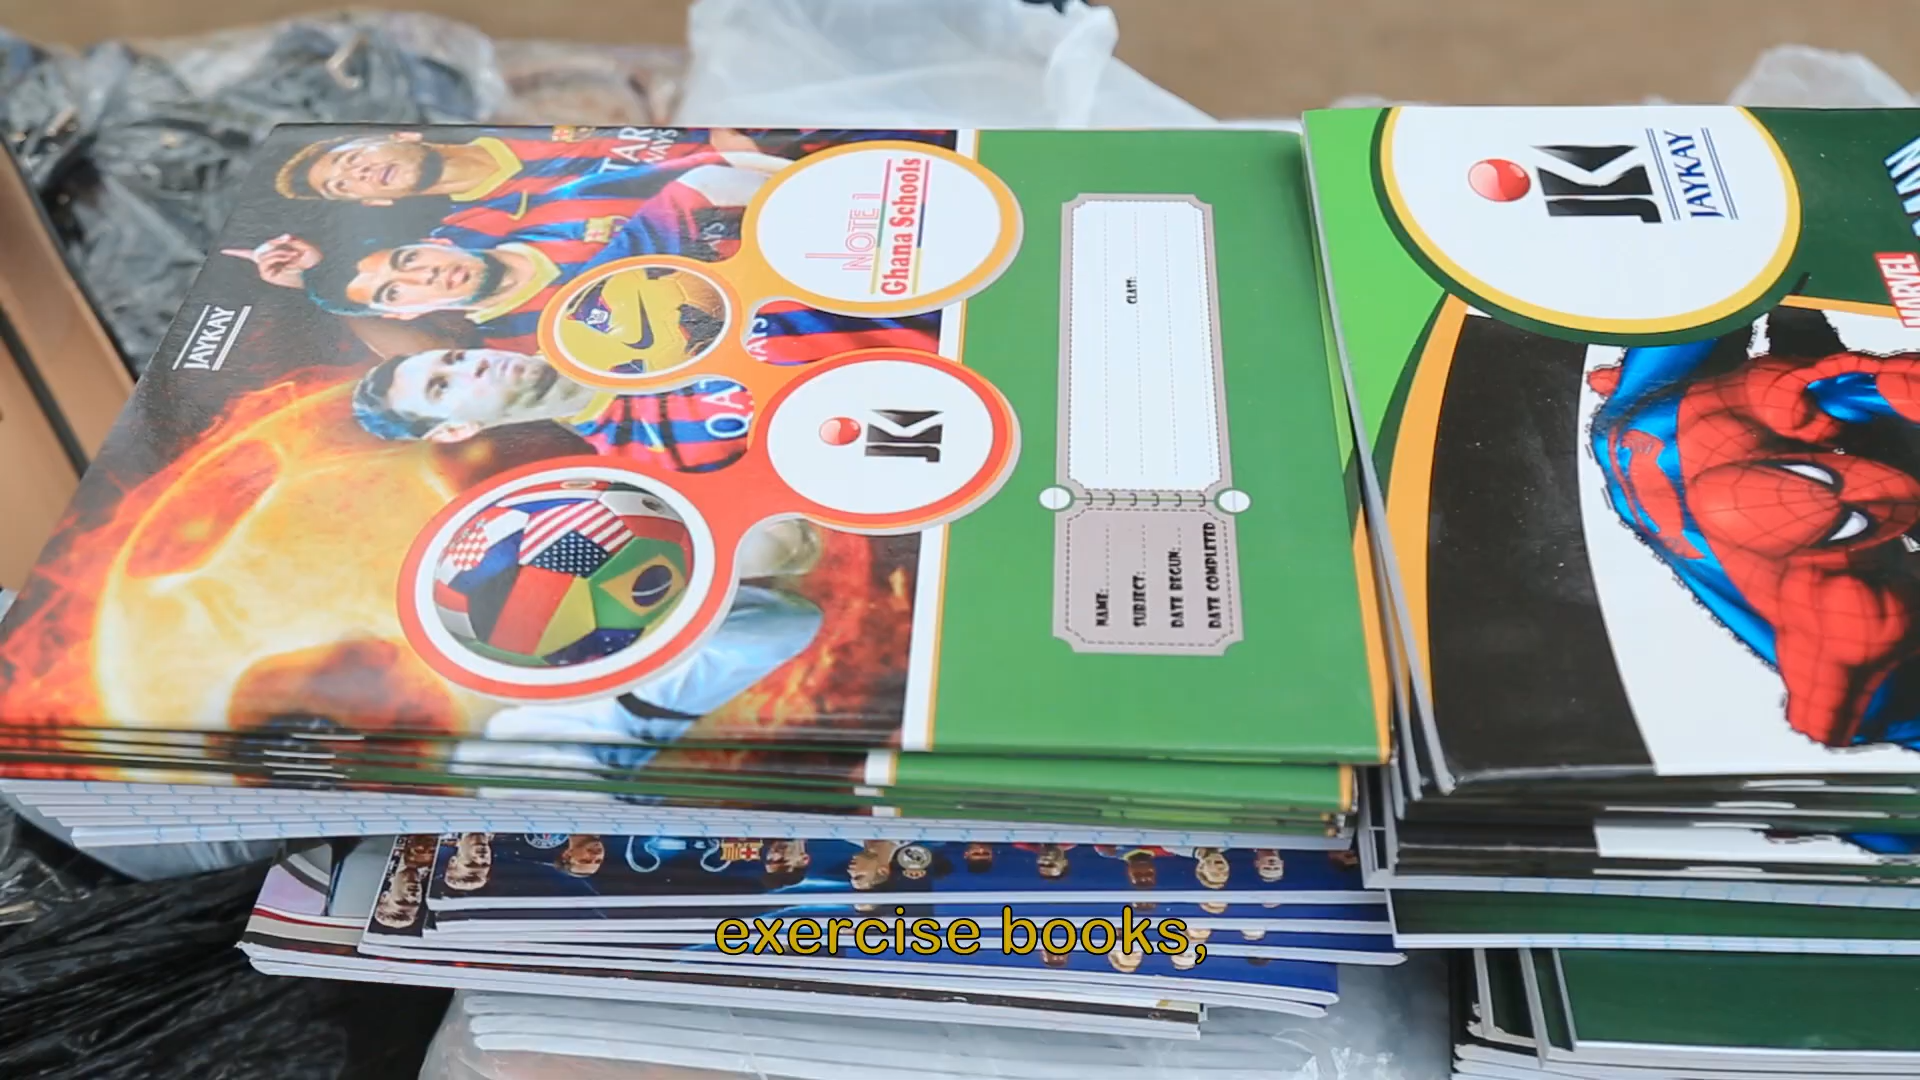 JAYKAY
NOTE 1
Ghana Schools
JK
CLASS:
NAME:
SUBJECT:
DATE BEGUN:
DATE COMPLETED
JK
JAYKAY
MARVEL
exercise books,